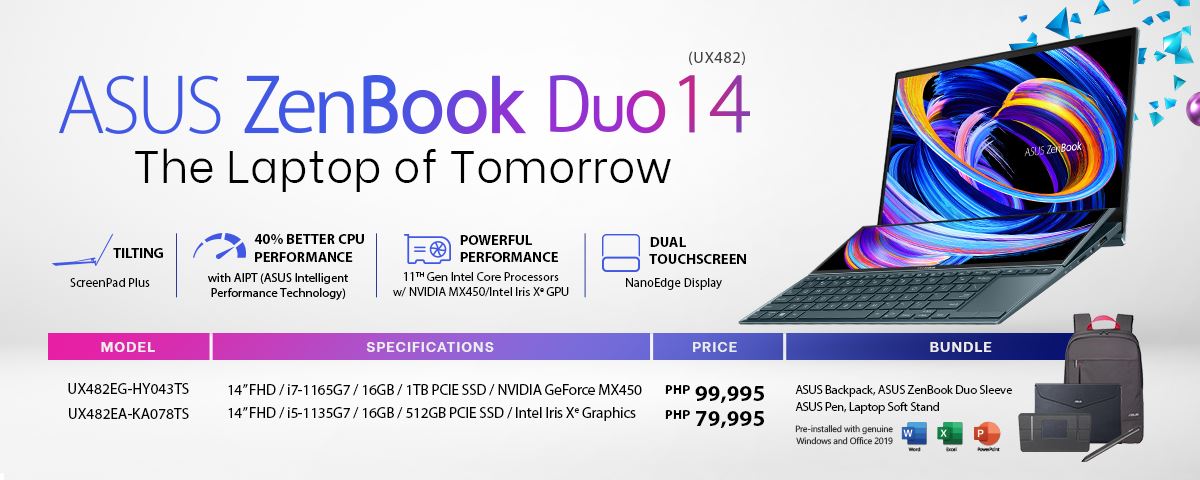 (UX482)
ASUS ZenBook Duo 14
The Laptop of Tomorrow
TILTING
ScreenPad Plus
40% BETTER CPU
PERFORMANCE
with AIPT (ASUS Intelligent
Performance Technology)
POWERFUL
PERFORMANCE
11TH Gen Intel Core Processors
w/ NVIDIA MX450/Intel Iris Xe GPU
DUAL
TOUCHSCREEN
NanoEdge Display
ASUS ZenBook
MODEL SPECIFICATIONS PRICE BUNDLE
UX482EG-HY043TS 14” FHD / i7-1165G7 / 16GB / 1TB PCIE SSD / NVIDIA GeForce MX450 PHP 99,995
UX482EA-KA078TS 14” FHD / i5-1135G7 / 16GB / 512GB PCIE SSD / Intel Iris Xe Graphics PHP 79,995
ASUS Backpack, ASUS ZenBook Duo Sleeve
ASUS Pen, Laptop Soft Stand
Pre-installed with genuine
Windows and Office 2019
W X P
Word Excel PowerPoint